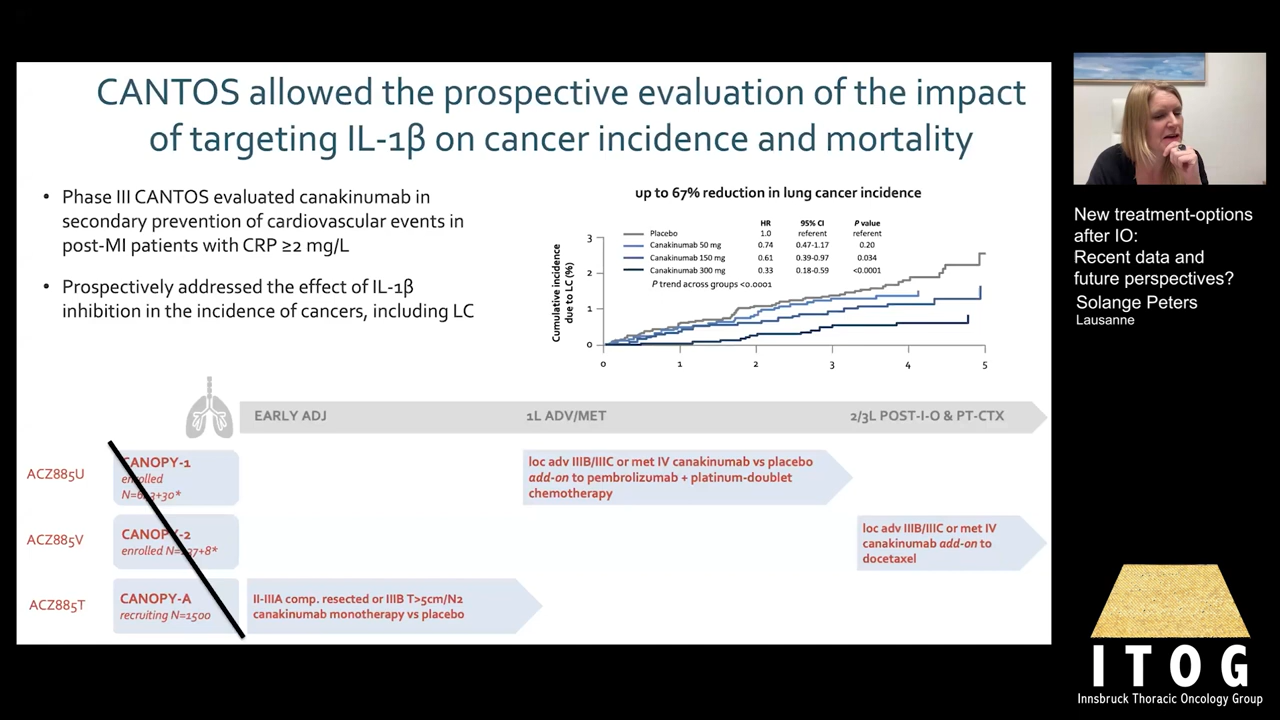 CANTOS allowed the prospective evaluation of the impact
of targeting IL-1β on cancer incidence and mortality
• Phase III CANTOS evaluated canakinumab in
secondary prevention of cardiovascular events in
post-MI patients with CRP ≥2 mg/L
• Prospectively addressed the effect of IL-1β
inhibition in the incidence of cancers, including LC
up to 67% reduction in lung cancer incidence
HR 95% CI P value
Placebo 1.0 referent referent
Canakinumab 50 mg 0.74 0.47-1.17 0.20
Canakinumab 150 mg 0.61 0.39-0.97 0.034
Canakinumab 300 mg 0.33 0.18-0.59 <0.0001
P trend across groups <0.0001
Cumulative incidence
due to LC (%)
3
2
1
0
0 1 2 3 4 5
EARLY ADJ 1L ADV/MET 2/3L POST-I-O & PT-CTX
ACZ885U
CANOPY-1
enrolled
loc adv IIIB/IIIC or met IV canakinumab vs placebo
add-on to pembrolizumab + platinum-doublet
chemotherapy
ACZ885V
CANOPY-2
enrolled
loc adv IIIB/IIIC or met IV
canakinumab add-on to
docetaxel
ACZ885T
CANOPY-A
recruiting N=1500
II-IIIA comp. resected or IIIB T>5cm/N2
canakinumab monotherapy vs placebo
New treatment-options
after IO:
Recent data and
future perspectives?
Solange Peters
Lausanne
ITOG
Innsbruck Thoracic Oncology Group